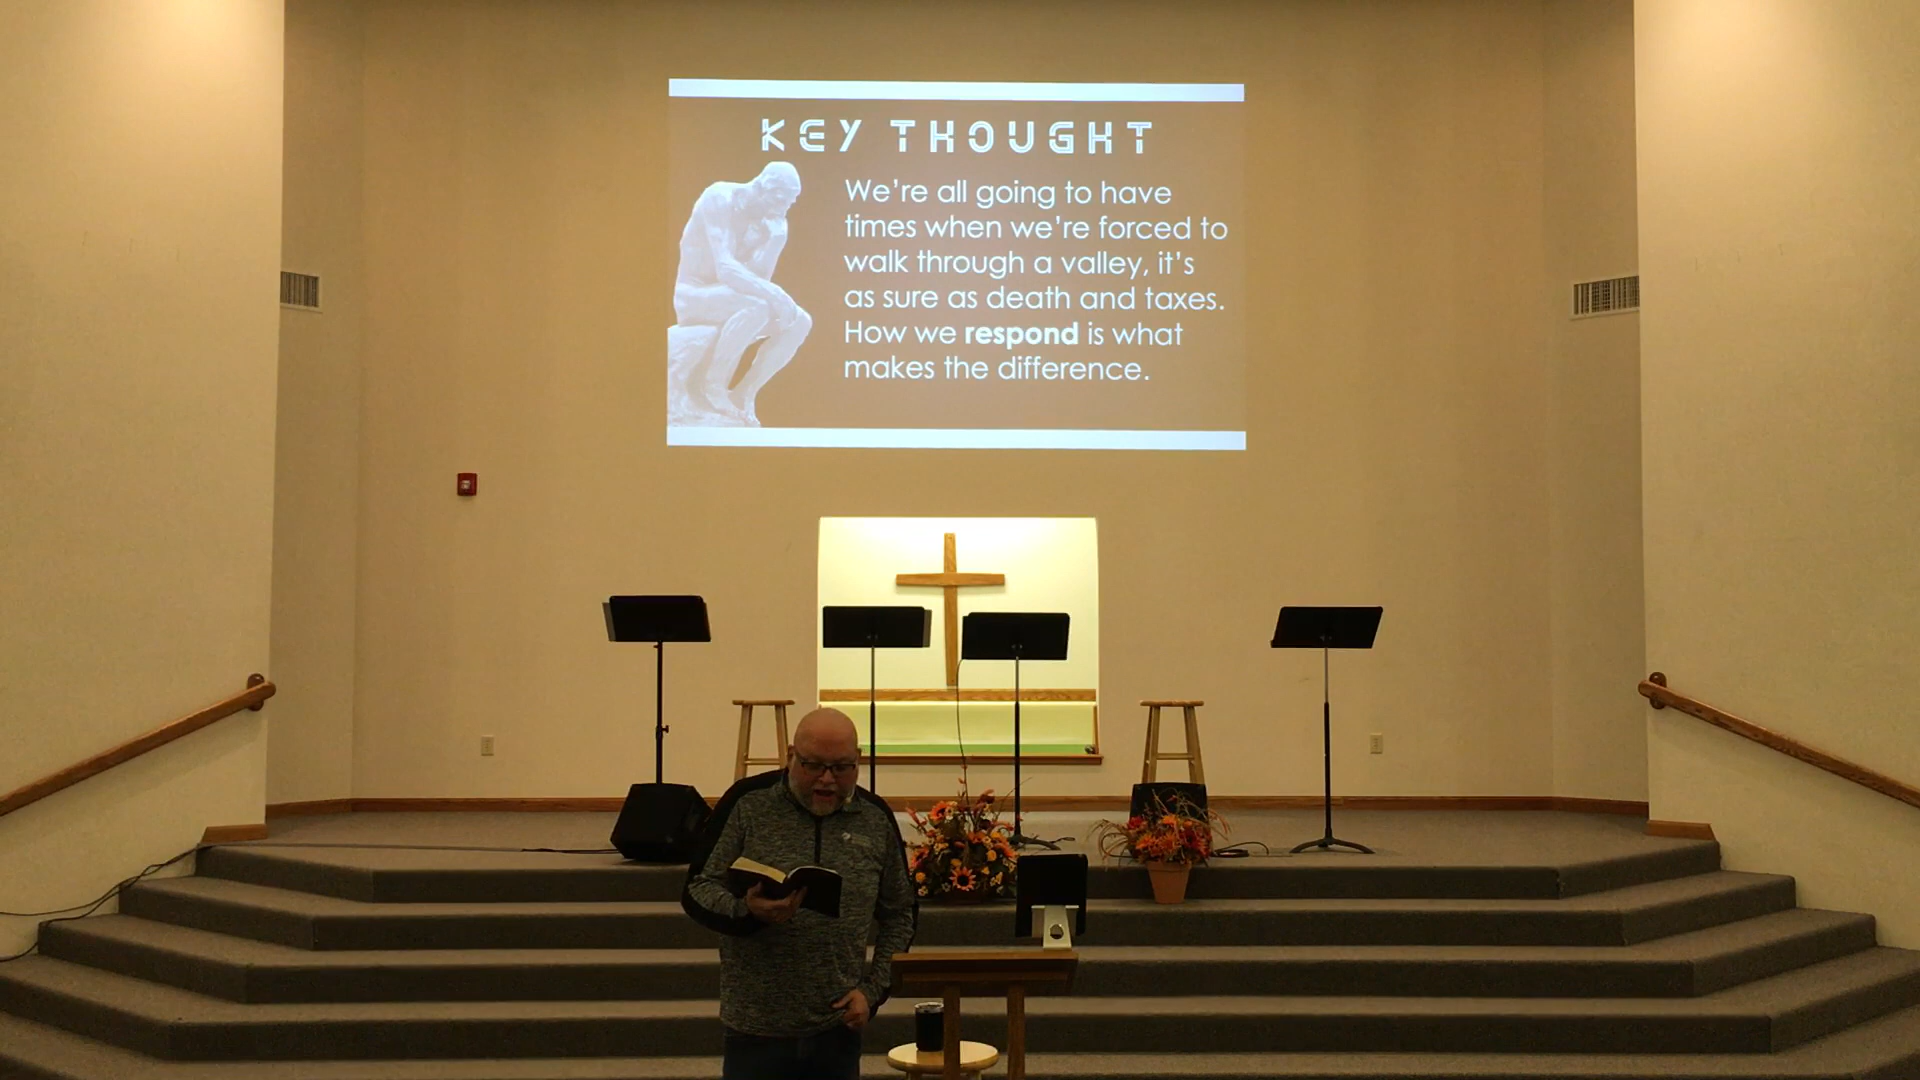 KEY THOUGHT
We're all going to have
times when we're forced to
walk through a valley, it's
as sure as death and taxes.
How we respond is what
makes the difference.